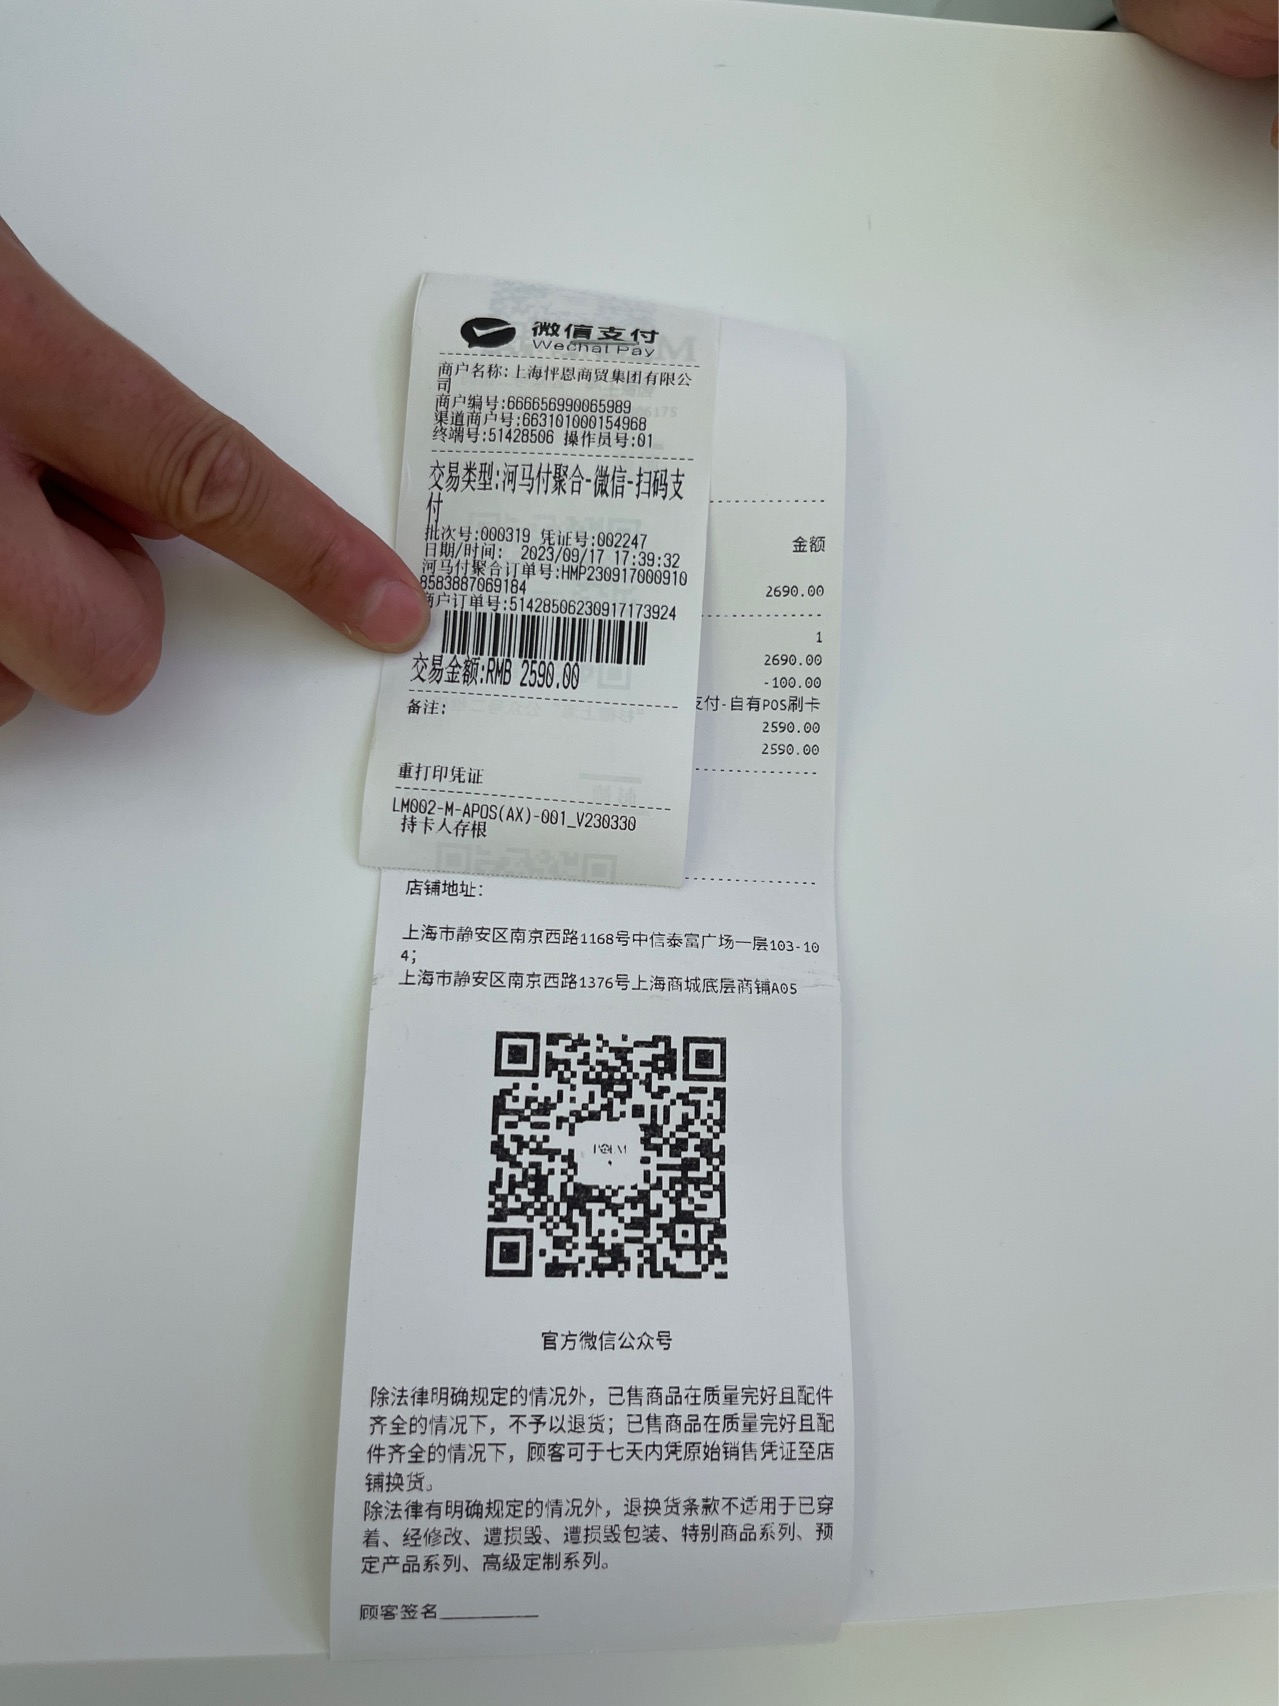 微信支付
WeChat Pay
商户名称:上海怦恩商贸集团有限公
司
商户编号:666656990065989
渠道商户号:663101000154968
终端号:51428506 操作员号:01
交易类型:河马付聚合-微信-扫码支
付
批次号:000319 凭证号:002247
日期/时间: 2023/09/17 17:39:32
河马付聚合订单号:HMP230917000910
8583887069184
商户订单号:51428506230917173924
交易金额:RMB 2590.00
备注:
重打印凭证
LM002-M-APOS(AX)-001_V230330
持卡人存根
金额
2690.00
1
2690.00
-100.00
支付-自有POS刷卡
2590.00
2590.00
店铺地址:
上海市静安区南京西路1168号中信泰富广场一层103-10
4;
上海市静安区南京西路1376号上海商城底层商铺A05
官方微信公众号
除法律明确规定的情况外，已售商品在质量完好且配件
齐全的情况下，不予以退货；已售商品在质量完好且配
件齐全的情况下，顾客可于七天内凭原始销售凭证至店
铺换货。
除法律有明确规定的情况外，退换货条款不适用于已穿
着、经修改、遭损毁、遭损毁包装、特别商品系列、预
定产品系列、高级定制系列。
顾客签名